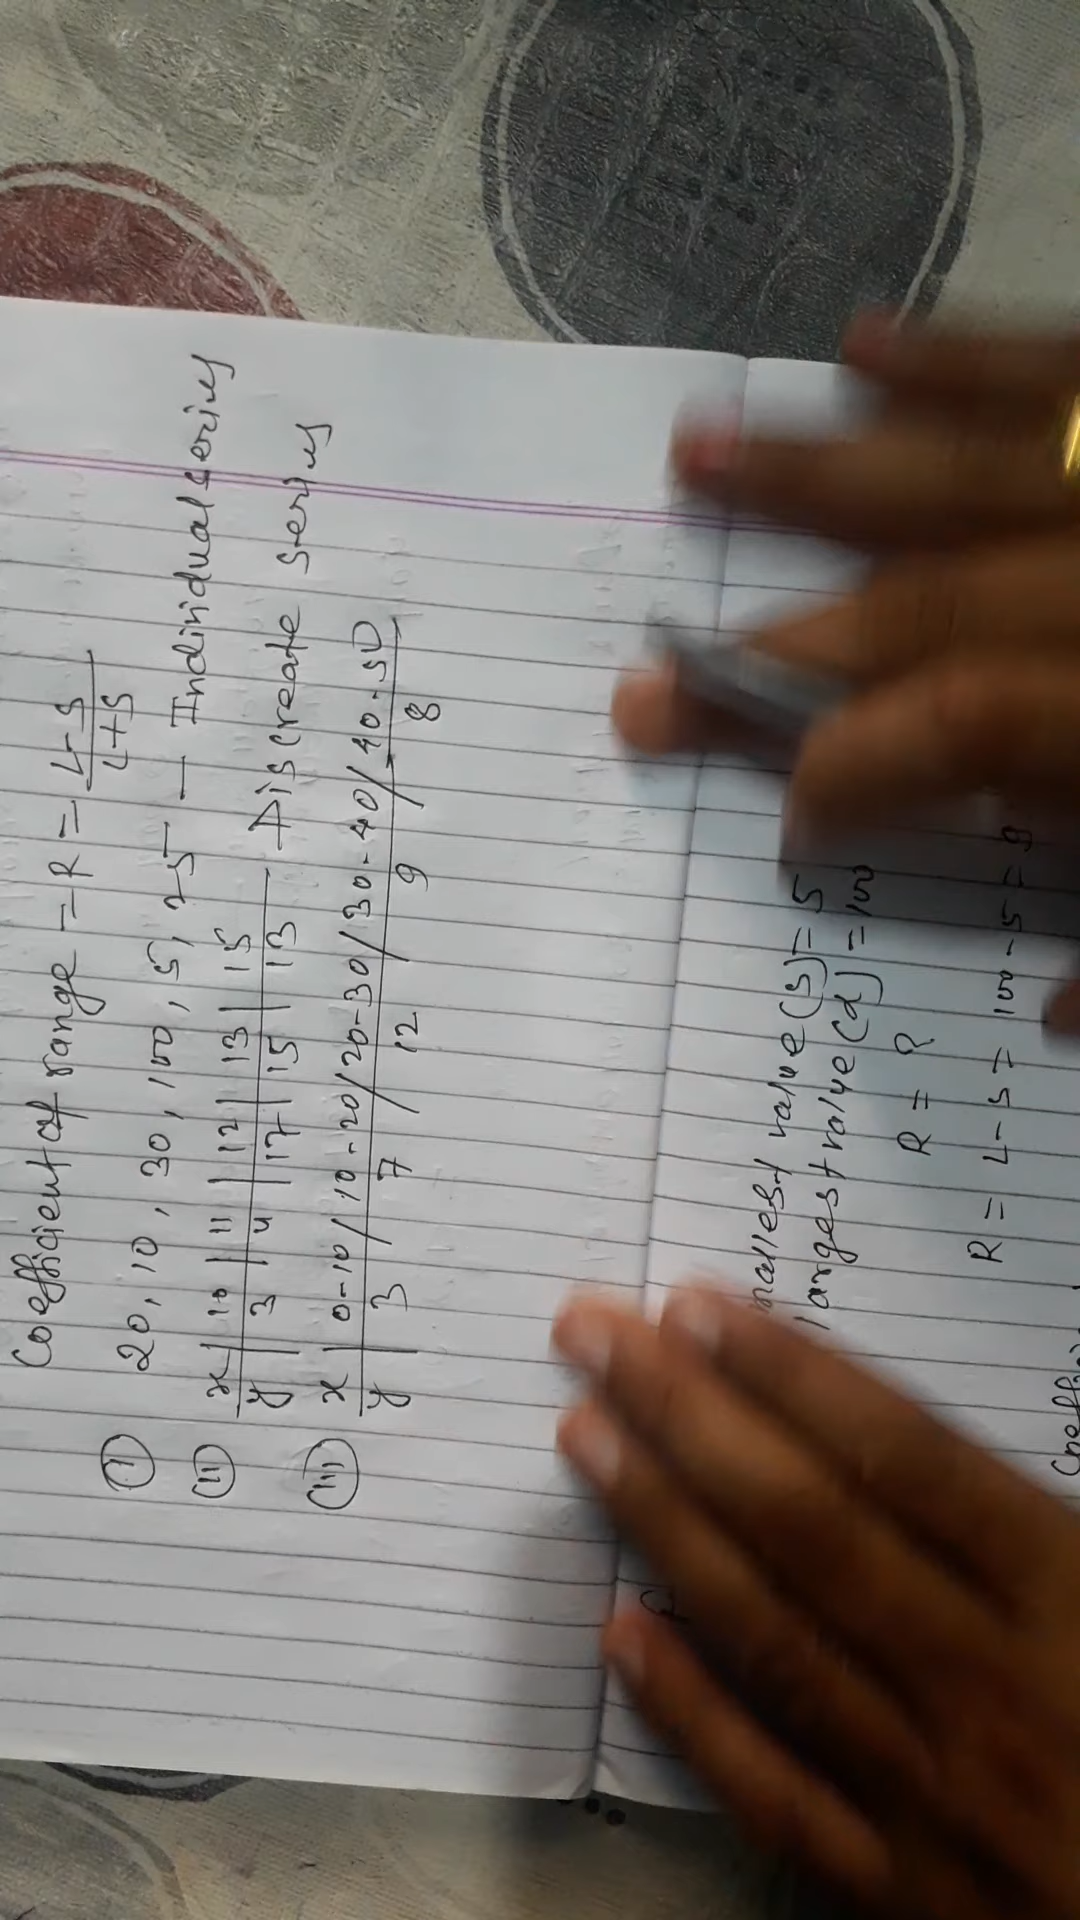 Coefficient of range = R = L-S / L+S
(I) 20, 10, 30, 100, 5, 25 — Individual series
(II) x | 10 | 11 | 12 | 13 | 15
y | 3 | 4 | 17 | 15 | 13 — Discreate series
(III) x | 0-10 / 10-20 / 20-30 / 30-40 / 40-50
y | 3 / 7 / 12 / 9 / 8
value (S) = 5
largest value (L) = 100
R = ?
R = L - S = 100 - 5 = 9